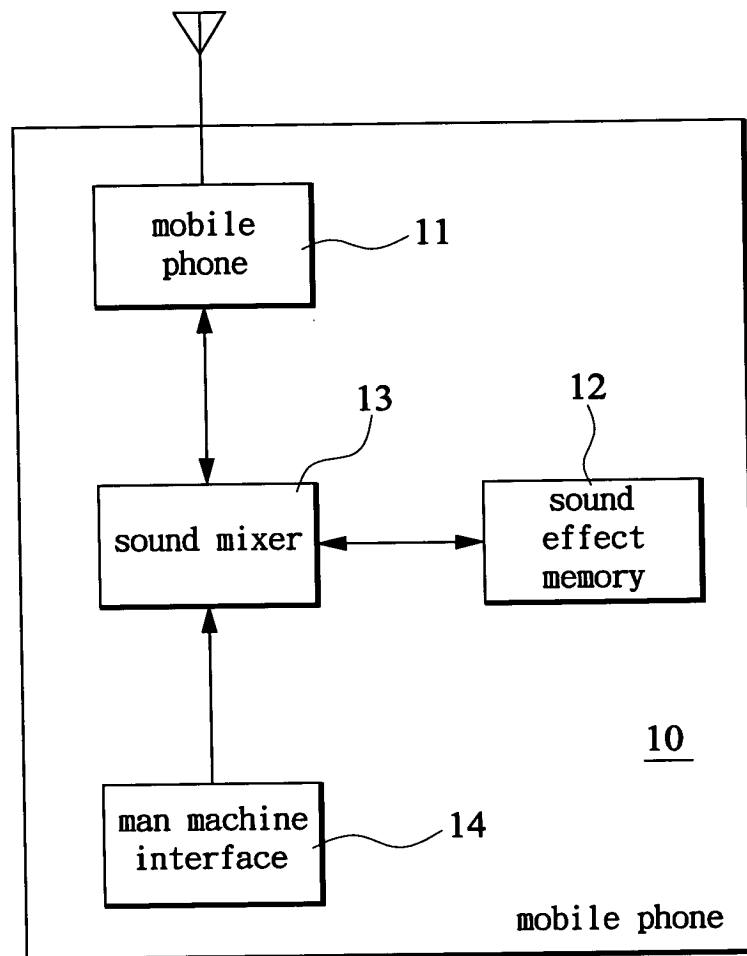 mobile
phone
11
13
12
sound mixer
sound
effect
memory
10
man machine
interface
14
mobile phone